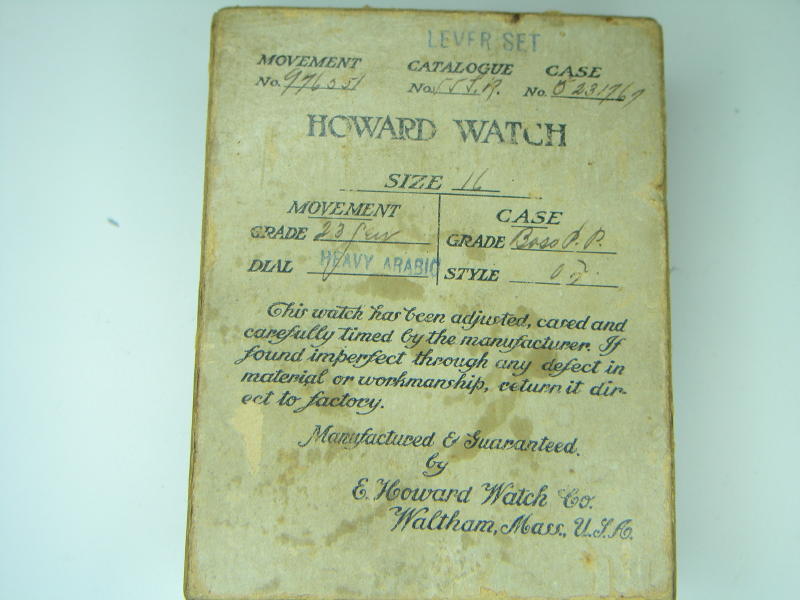 LEVER SET
MOVEMENT CATALOGUE CASE
No. 976051 No. No. 
HOWARD WATCH
SIZE 16
MOVEMENT CASE
GRADE 23 Jew GRADE Boss P.P.
DIAL HEAVY ARABIC STYLE
This watch has been adjusted, cased and
carefully timed by the manufacturer. If
found imperfect through any defect in
material or workmanship, return it dir-
ect to factory.
Manufactured & Guaranteed.
by
E. Howard Watch Co.
Waltham, Mass., U.S.A.